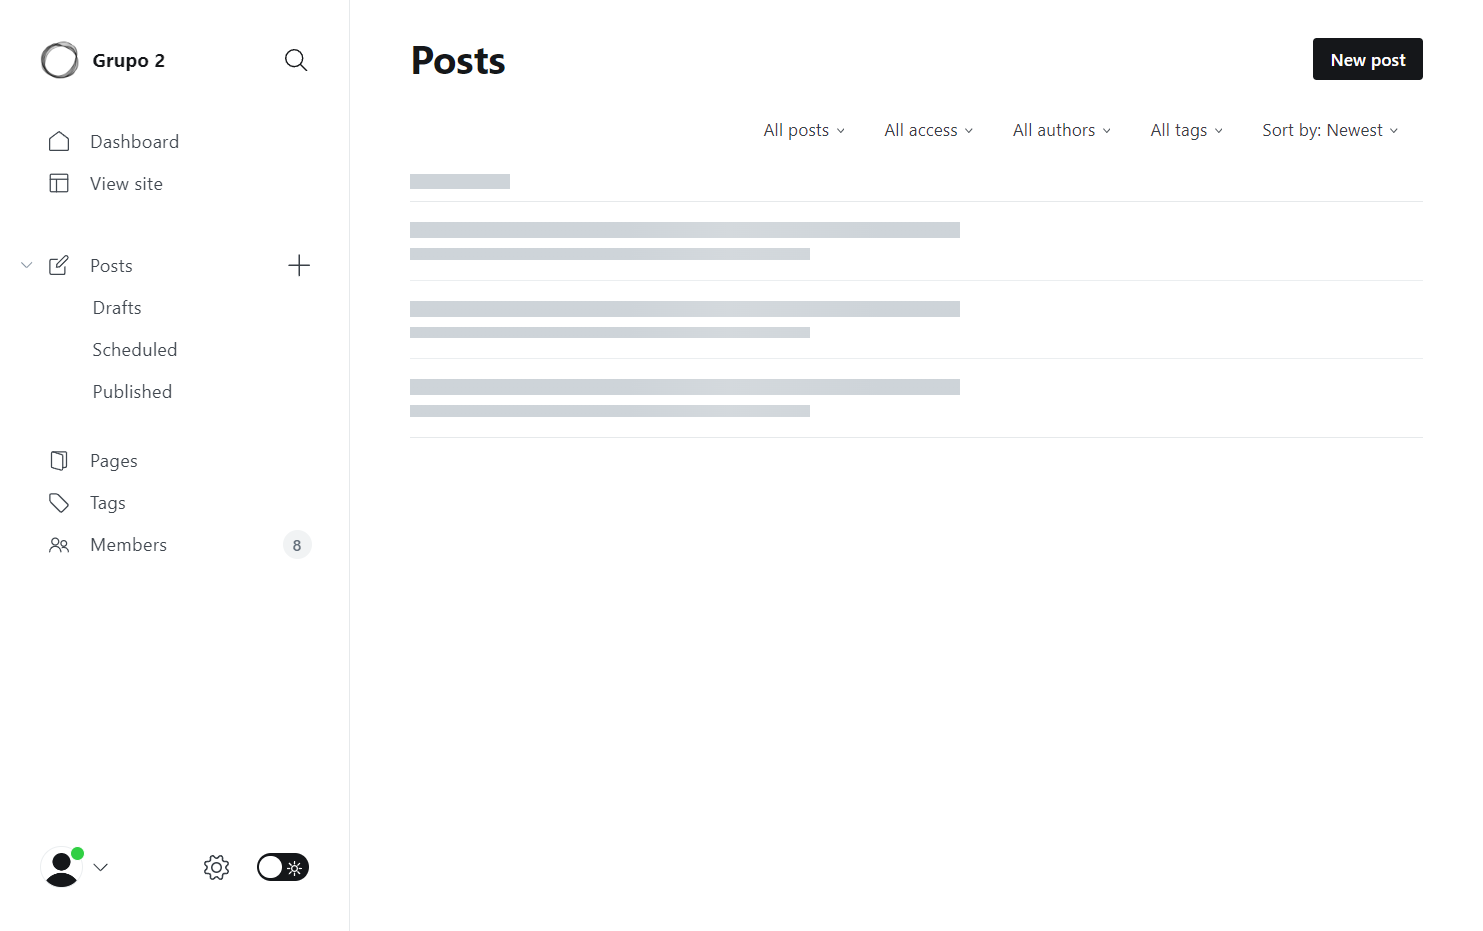 Grupo 2
Dashboard
View site
Posts
Drafts
Scheduled
Published
Pages
Tags
Members 8
Posts
New post
All posts All access All authors All tags Sort by: Newest